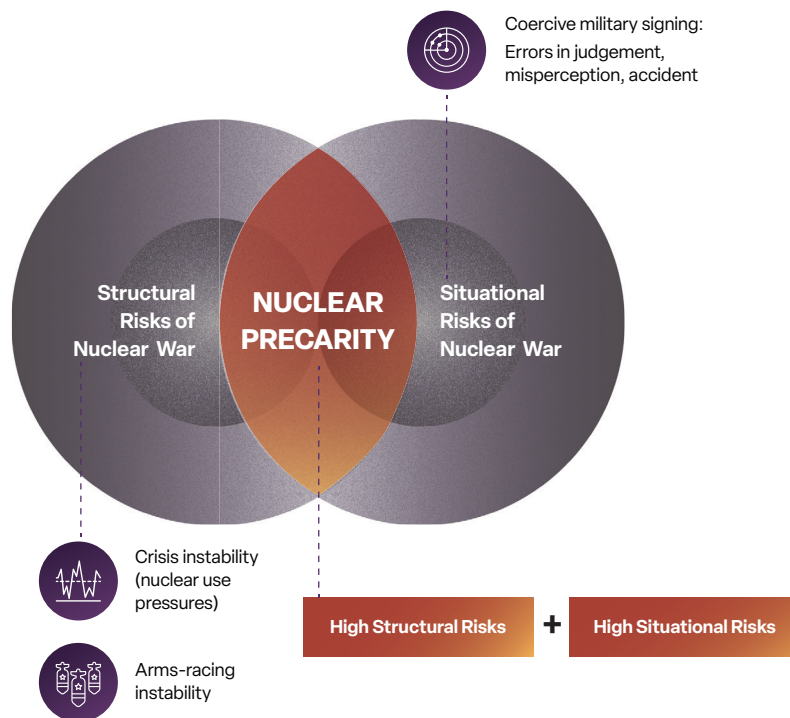 Coercive military signing:
Errors in judgement,
misperception, accident
Structural
Risks of
Nuclear War
NUCLEAR
PRECARITY
Situational
Risks of
Nuclear War
Crisis instability
(nuclear use
pressures)
High Structural Risks
+
High Situational Risks
Arms-racing
instability